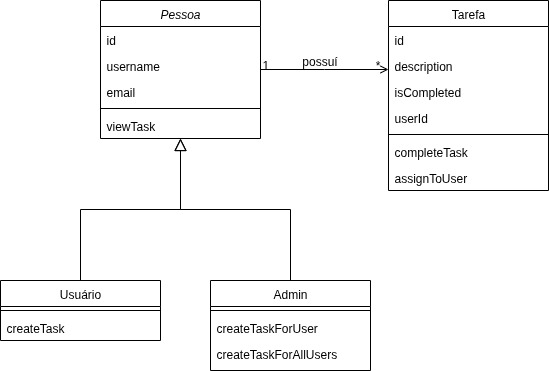 Pessoa
id
username
email
viewTask
1
possuí
*
Tarefa
id
description
isCompleted
userId
completeTask
assignToUser
Usuário
createTask
Admin
createTaskForUser
createTaskForAllUsers